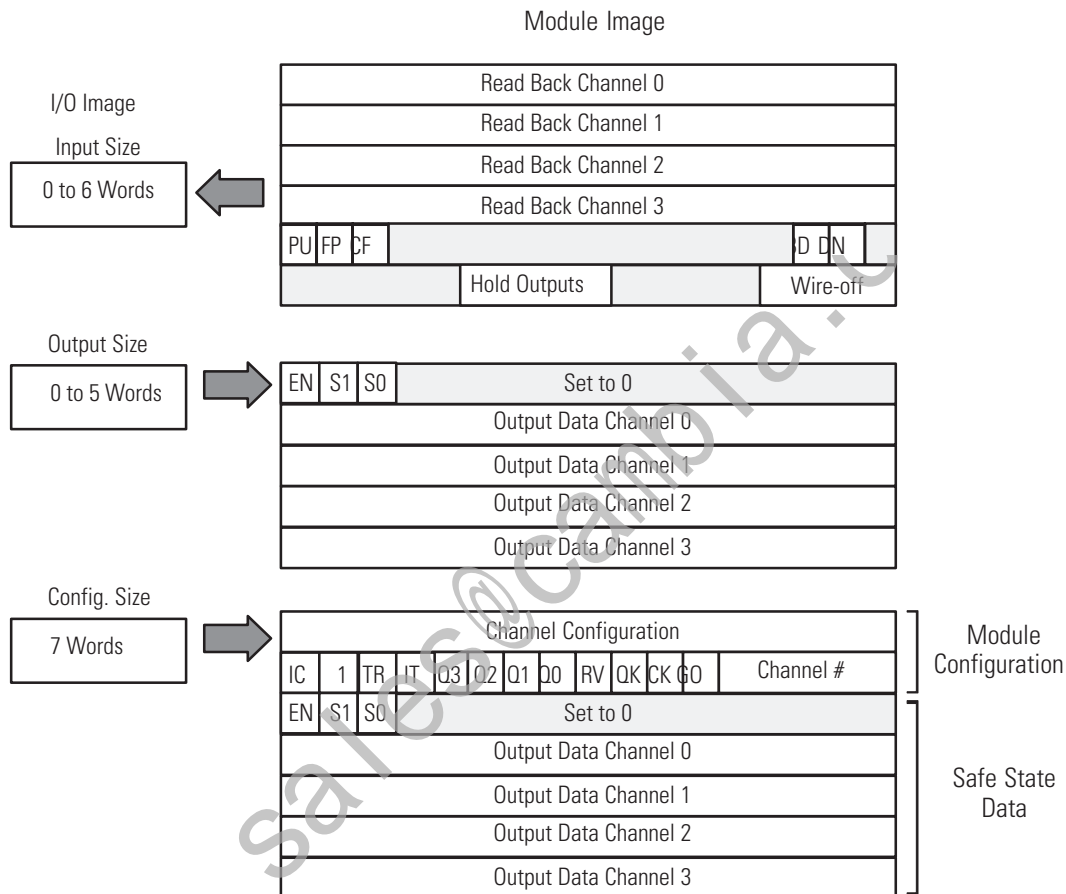 Module Image
I/O Image
Input Size
0 to 6 Words
Read Back Channel 0
Read Back Channel 1
Read Back Channel 2
Read Back Channel 3
PU FP CF DN
Hold Outputs Wire-off
Output Size
0 to 5 Words
EN S1 S0 Set to 0
Output Data Channel 0
Output Data Channel 1
Output Data Channel 2
Output Data Channel 3
Config. Size
7 Words
Channel Configuration
IC 1 TR IT Q3 Q2 Q1 Q0 RV QK CK GO Channel #
EN S1 S0 Set to 0
Output Data Channel 0
Output Data Channel 1
Output Data Channel 2
Output Data Channel 3
Module
Configuration
Safe State
Data
sales@cambia.c